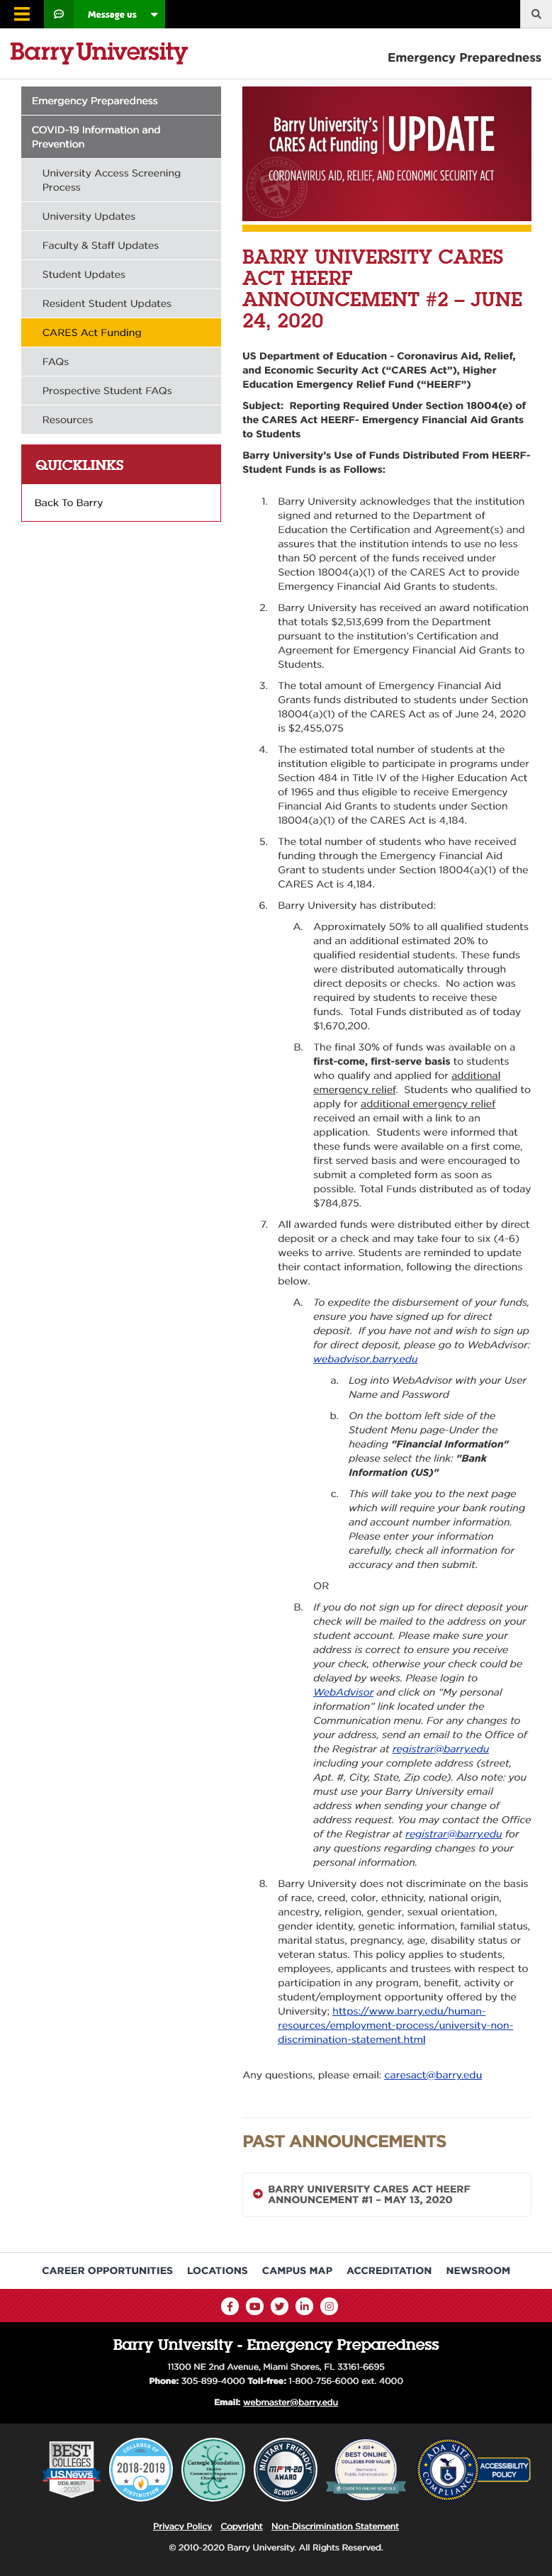 Message us
Barry University
Emergency Preparedness
Emergency Preparedness
COVID-19 Information and
Prevention
University Access Screening
Process
University Updates
Faculty & Staff Updates
Student Updates
Resident Student Updates
CARES Act Funding
FAQs
Prospective Student FAQs
Resources
QUICKLINKS
Back To Barry
Barry University's
CARES Act Funding
UPDATE
CORONAVIRUS AID, RELIEF, AND ECONOMIC SECURITY ACT
BARRY UNIVERSITY CARES
ACT HEERF
ANNOUNCEMENT #2 – JUNE
24, 2020
US Department of Education - Coronavirus Aid, Relief,
and Economic Security Act (“CARES Act”), Higher
Education Emergency Relief Fund (“HEERF”)
Subject:  Reporting Required Under Section 18004(e) of
the CARES Act HEERF- Emergency Financial Aid Grants
to Students
Barry University’s Use of Funds Distributed From HEERF-
Student Funds is as Follows:
1. Barry University acknowledges that the institution
signed and returned to the Department of
Education the Certification and Agreement(s) and
assures that the institution intends to use no less
than 50 percent of the funds received under
Section 18004(a)(1) of the CARES Act to provide
Emergency Financial Aid Grants to students.
2. Barry University has received an award notification
that totals $2,513,699 from the Department
pursuant to the institution’s Certification and
Agreement for Emergency Financial Aid Grants to
Students.
3. The total amount of Emergency Financial Aid
Grants funds distributed to students under Section
18004(a)(1) of the CARES Act as of June 24, 2020
is $2,455,075
4. The estimated total number of students at the
institution eligible to participate in programs under
Section 484 in Title IV of the Higher Education Act
of 1965 and thus eligible to receive Emergency
Financial Aid Grants to students under Section
18004(a)(1) of the CARES Act is 4,184.
5. The total number of students who have received
funding through the Emergency Financial Aid
Grant to students under Section 18004(a)(1) of the
CARES Act is 4,184.
6. Barry University has distributed:
A. Approximately 50% to all qualified students
and an additional estimated 20% to
qualified residential students. These funds
were distributed automatically through
direct deposits or checks.  No action was
required by students to receive these
funds.  Total Funds distributed as of today
$1,670,200.
B. The final 30% of funds was available on a
first-come, first-serve basis to students
who qualify and applied for additional
emergency relief.  Students who qualified to
apply for additional emergency relief
received an email with a link to an
application.  Students were informed that
these funds were available on a first come,
first served basis and were encouraged to
submit a completed form as soon as
possible. Total Funds distributed as of today
$784,875.
7. All awarded funds were distributed either by direct
deposit or a check and may take four to six (4-6)
weeks to arrive. Students are reminded to update
their contact information, following the directions
below.
A. To expedite the disbursement of your funds,
ensure you have signed up for direct
deposit.  If you have not and wish to sign up
for direct deposit, please go to WebAdvisor:
webadvisor.barry.edu
a. Log into WebAdvisor with your User
Name and Password
b. On the bottom left side of the
Student Menu page-Under the
heading "Financial Information"
please select the link: "Bank
Information (US)"
c. This will take you to the next page
which will require your bank routing
and account number information.
Please enter your information
carefully, check all information for
accuracy and then submit.
OR
B. If you do not sign up for direct deposit your
check will be mailed to the address on your
student account. Please make sure your
address is correct to ensure you receive
your check, otherwise your check could be
delayed by weeks. Please login to
WebAdvisor and click on “My personal
information” link located under the
Communication menu. For any changes to
your address, send an email to the Office of
the Registrar at registrar@barry.edu
including your complete address (street,
Apt. #, City, State, Zip code). Also note: you
must use your Barry University email
address when sending your change of
address request. You may contact the Office
of the Registrar at registrar@barry.edu for
any questions regarding changes to your
personal information.
8. Barry University does not discriminate on the basis
of race, creed, color, ethnicity, national origin,
ancestry, religion, gender, sexual orientation,
gender identity, genetic information, familial status,
marital status, pregnancy, age, disability status or
veteran status. This policy applies to students,
employees, applicants and trustees with respect to
participation in any program, benefit, activity or
student/employment opportunity offered by the
University; https://www.barry.edu/human-
resources/employment-process/university-non-
discrimination-statement.html
Any questions, please email: caresact@barry.edu
PAST ANNOUNCEMENTS
BARRY UNIVERSITY CARES ACT HEERF
ANNOUNCEMENT #1 – MAY 13, 2020
CAREER OPPORTUNITIES LOCATIONS CAMPUS MAP ACCREDITATION NEWSROOM
Barry University - Emergency Preparedness
11300 NE 2nd Avenue, Miami Shores, FL 33161-6695
Phone: 305-899-4000 Toll-free: 1-800-756-6000 ext. 4000
Email: webmaster@barry.edu
BEST
COLLEGES
U.S.News
SOCIAL MOBILITY
2020
COLLEGES OF
2018-2019
DISTINCTION
Carnegie Foundation
MILITARY FRIENDLY
'19-20
AWARD
SCHOOL
BEST ONLINE
COLLEGES FOR VALUE
GUIDE TO ONLINE SCHOOLS
ADA SITE
COMPLIANCE
ACCESSIBILITY
POLICY
Privacy Policy Copyright Non-Discrimination Statement
© 2010-2020 Barry University. All Rights Reserved.